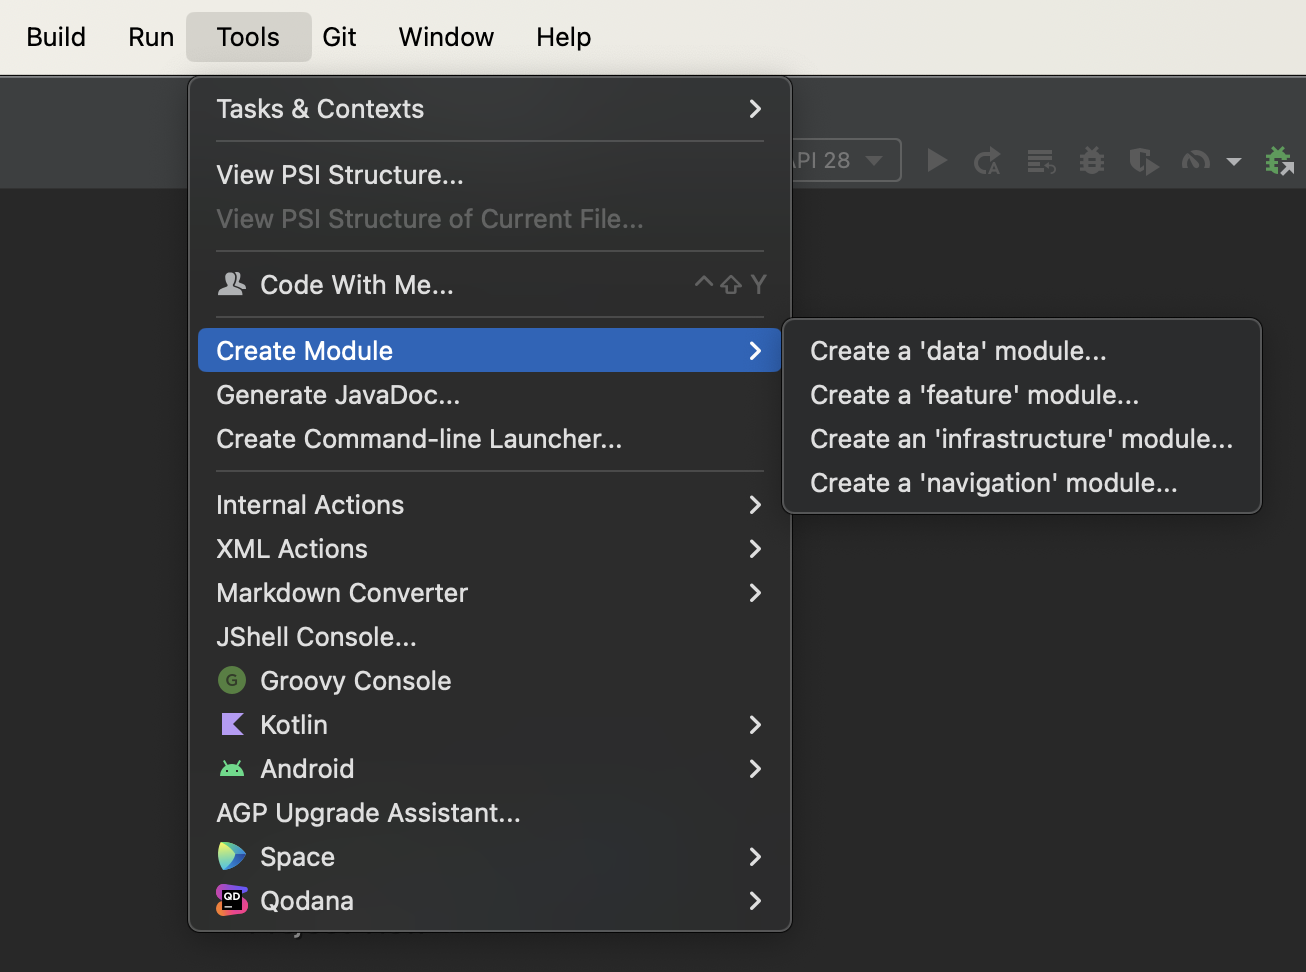 Build Run Tools Git Window Help
Tasks & Contexts
API 28
View PSI Structure...
View PSI Structure of Current File...
Code With Me... ^⇧Y
Create Module
Create a 'data' module...
Generate JavaDoc...
Create a 'feature' module...
Create Command-line Launcher...
Create an 'infrastructure' module...
Create a 'navigation' module...
Internal Actions
XML Actions
Markdown Converter
JShell Console...
G Groovy Console
Kotlin
Android
AGP Upgrade Assistant...
Space
QD Qodana